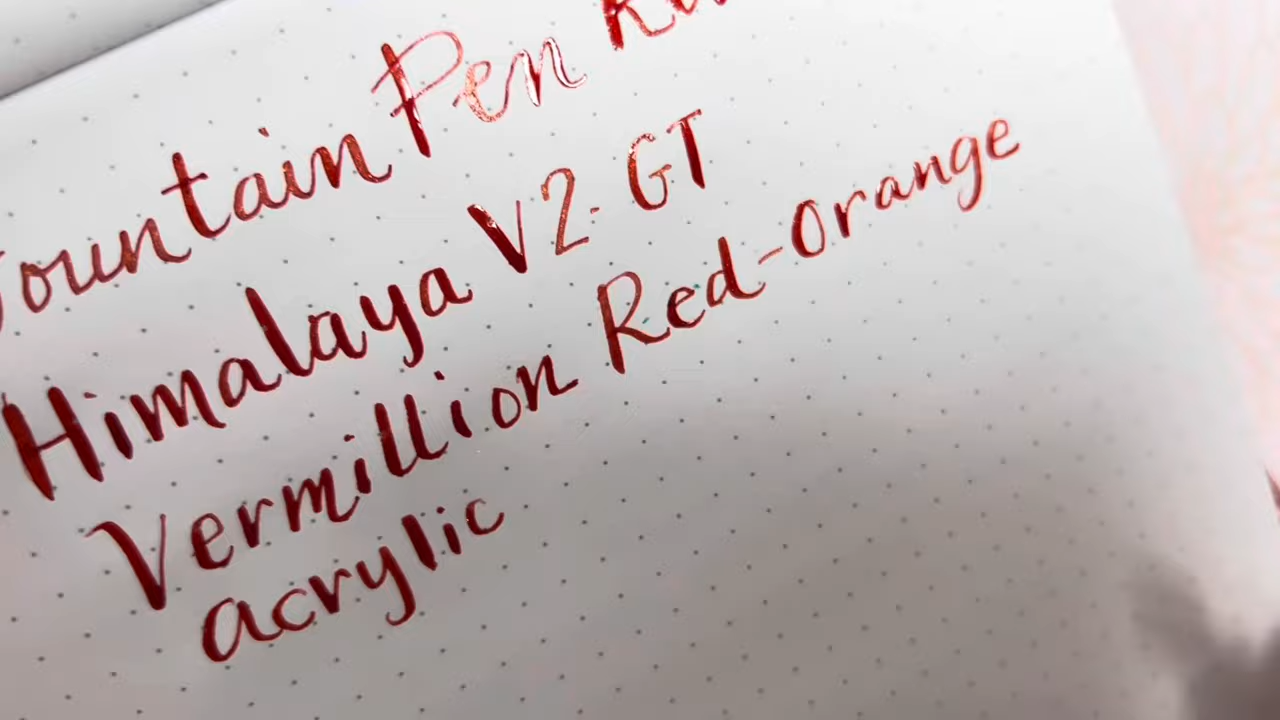 Fountain Pen
Himalaya V2 - GT
Vermillion Red-Orange
acrylic